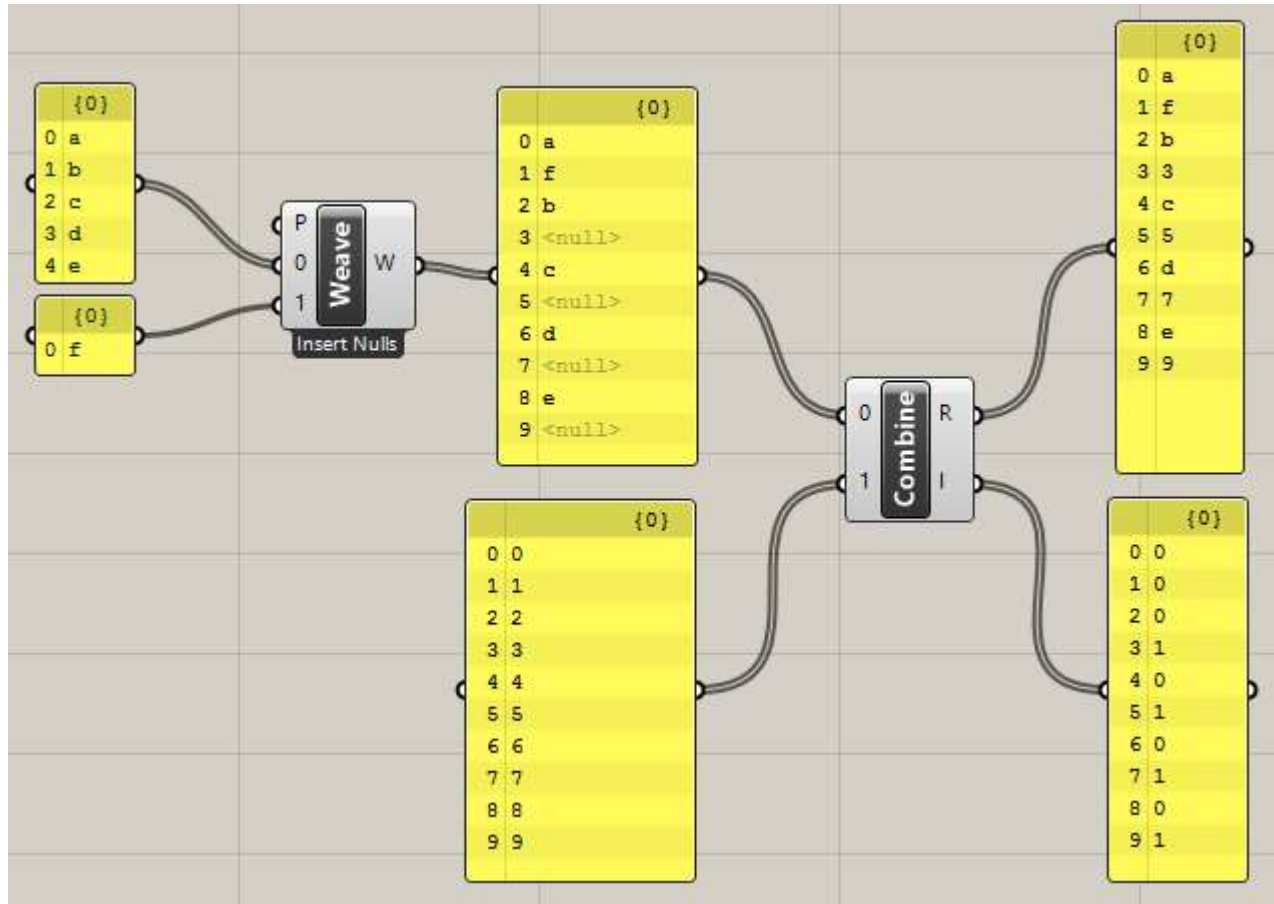 {0}
0 a
1 b
2 c
3 d
4 e
{0}
0 f
P
0
1
Weave
W
Insert Nulls
{0}
0 a
1 f
2 b
3 <null>
4 c
5 <null>
6 d
7 <null>
8 e
9 <null>
{0}
0 0
1 1
2 2
3 3
4 4
5 5
6 6
7 7
8 8
9 9
0
1
Combine
R
I
{0}
0 a
1 f
2 b
3 3
4 c
5 5
6 d
7 7
8 e
9 9
{0}
0 0
1 0
2 0
3 1
4 0
5 1
6 0
7 1
8 0
9 1